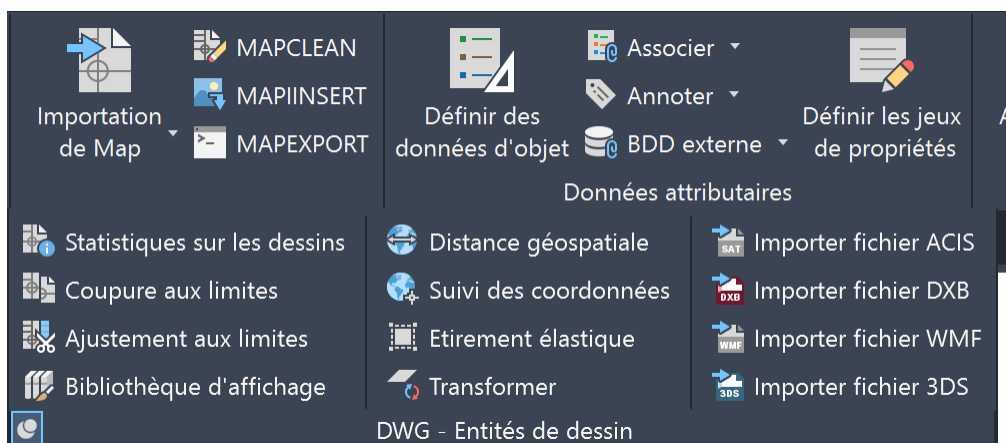 Importation
de Map
MAPCLEAN
MAPIINSERT
MAPEXPORT
Définir des
données d'objet
Associer
Annoter
BDD externe
Définir les jeux
de propriétés
A
Données attributaires
Statistiques sur les dessins
Coupure aux limites
Ajustement aux limites
Bibliothèque d'affichage
Distance géospatiale
Suivi des coordonnées
Etirement élastique
Transformer
SAT Importer fichier ACIS
DXB Importer fichier DXB
WMF Importer fichier WMF
3DS Importer fichier 3DS
DWG - Entités de dessin